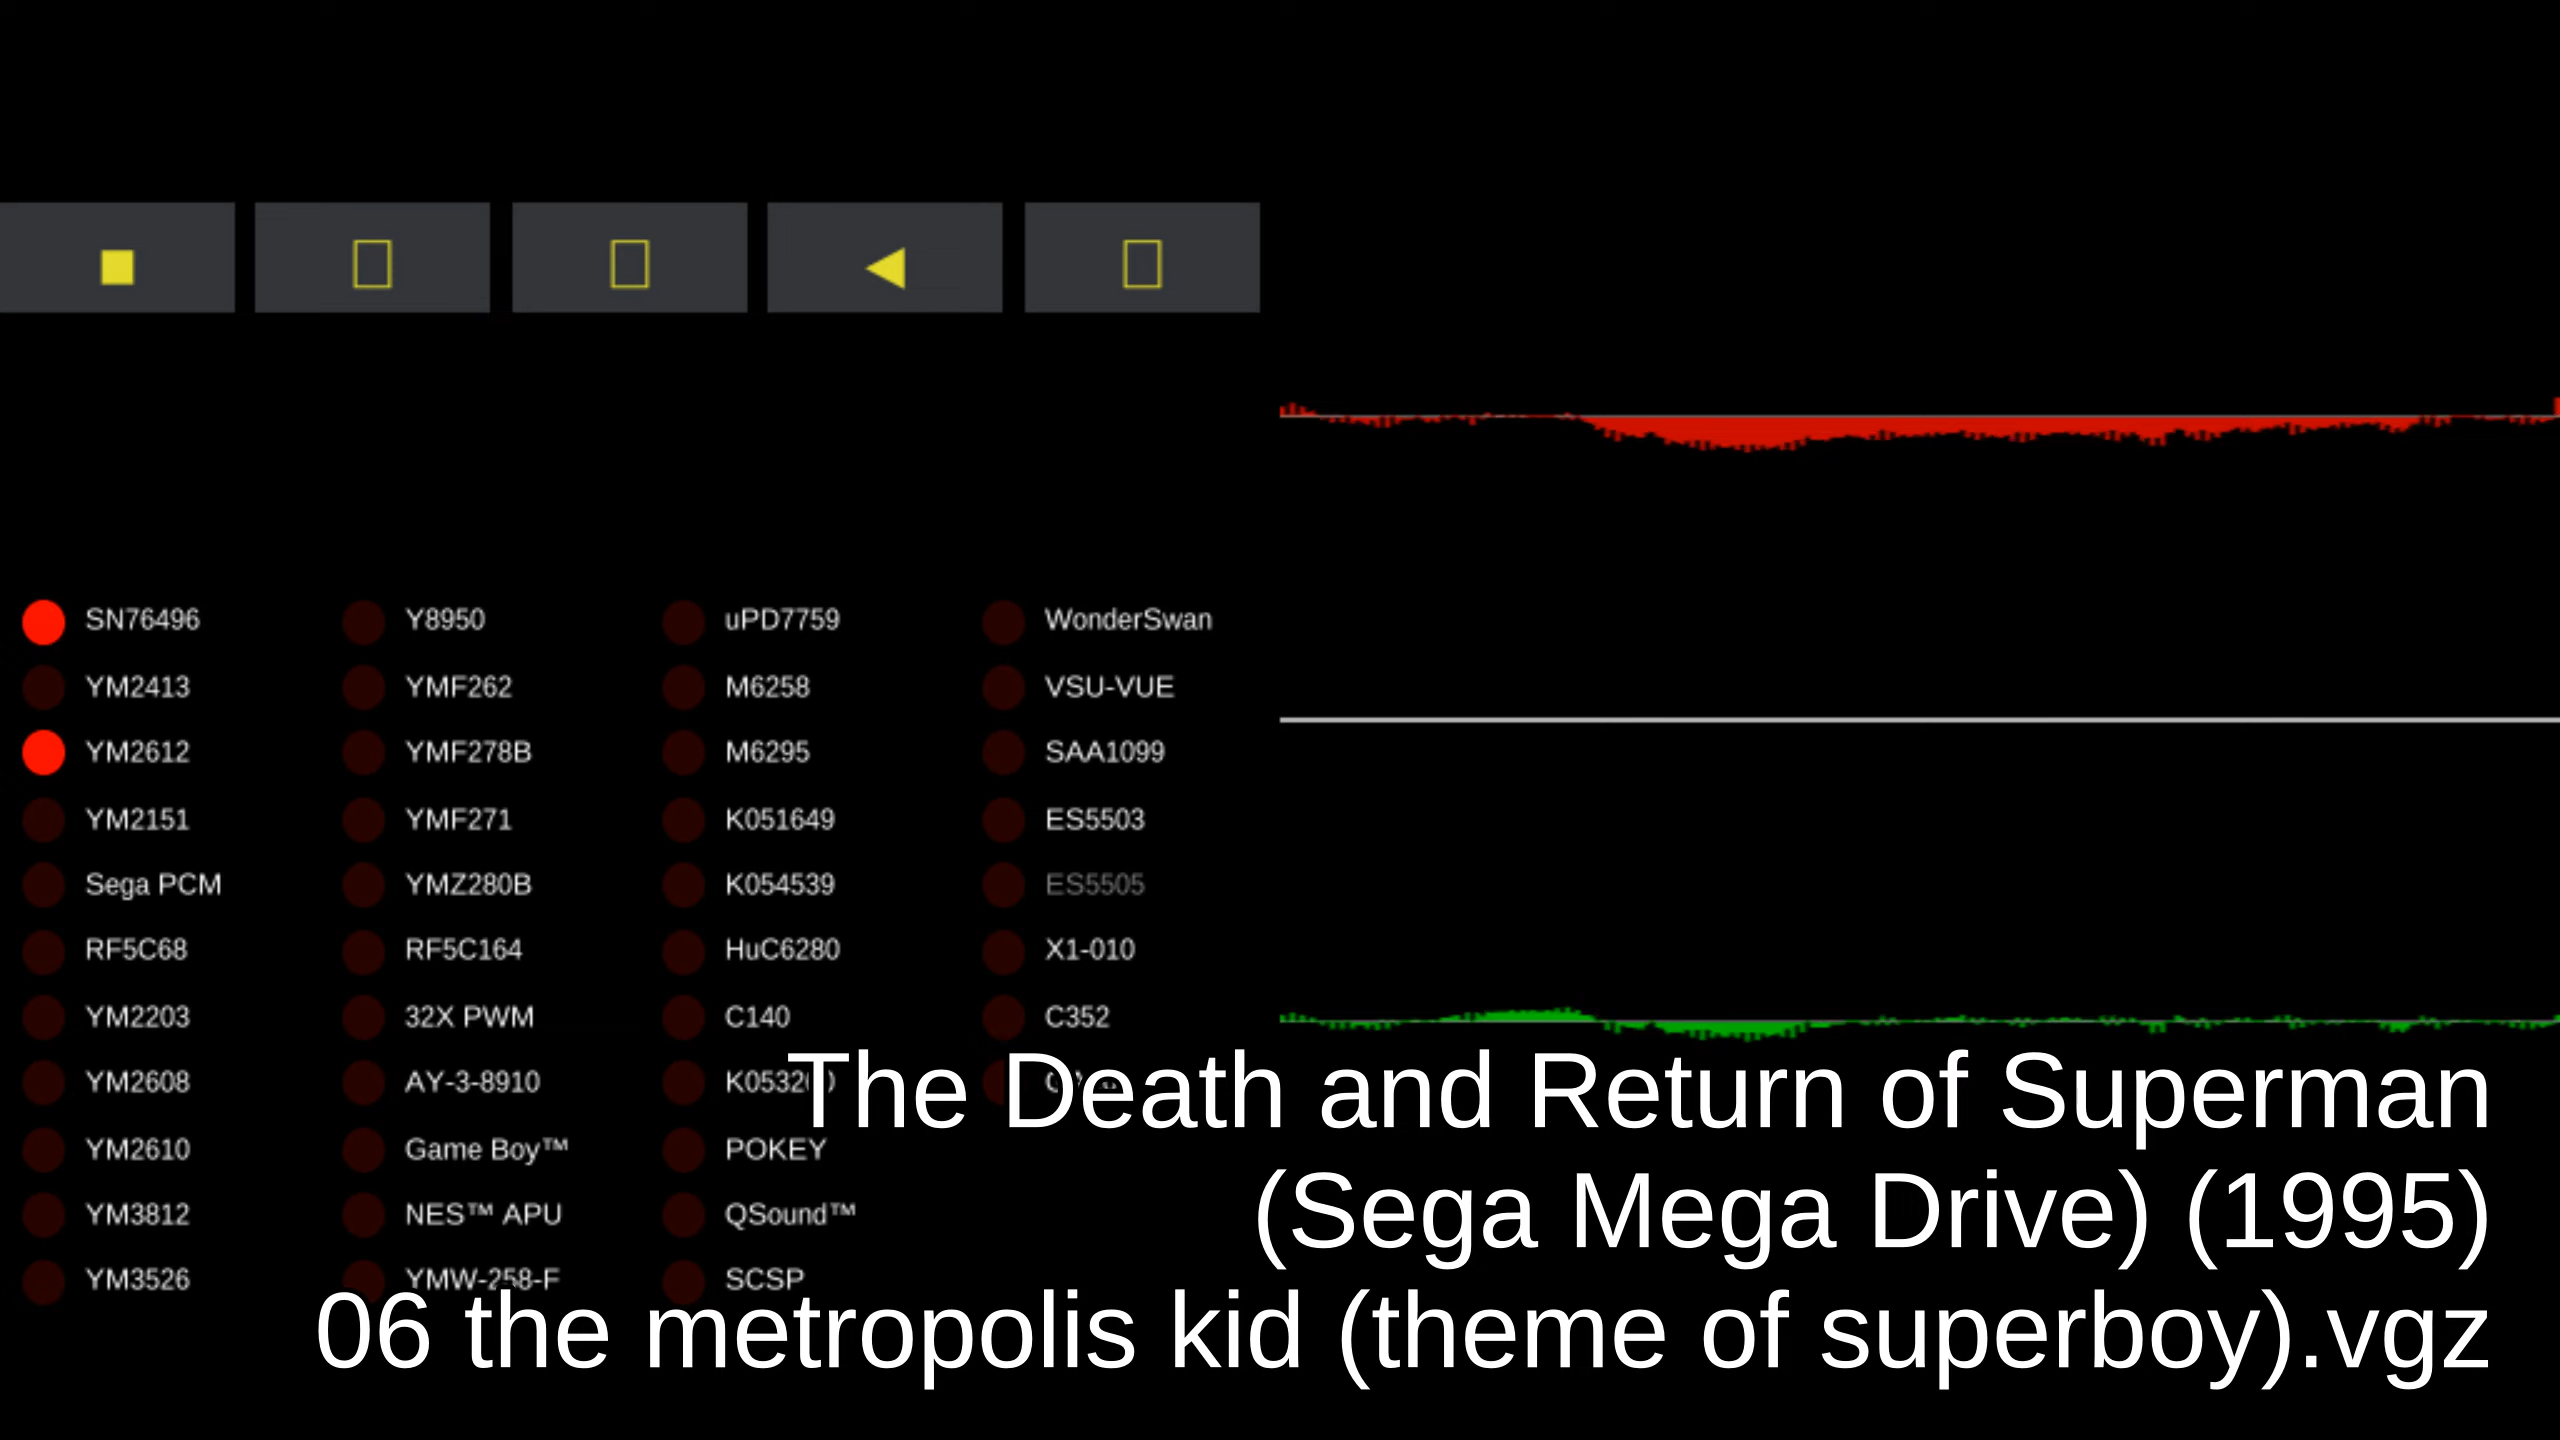 SN76496
YM2413
YM2612
YM2151
Sega PCM
RF5C68
YM2203
YM2608
YM2610
YM3812
YM3526
Y8950
YMF262
YMF278B
YMF271
YMZ280B
RF5C164
32X PWM
AY-3-8910
Game Boy™
NES™ APU
YMW-258-F
uPD7759
M6258
M6295
K051649
K054539
HuC6280
C140
POKEY
QSound™
SCSP
WonderSwan
VSU-VUE
SAA1099
ES5503
ES5505
X1-010
C352
The Death and Return of Superman
(Sega Mega Drive) (1995)
06 the metropolis kid (theme of superboy).vgz